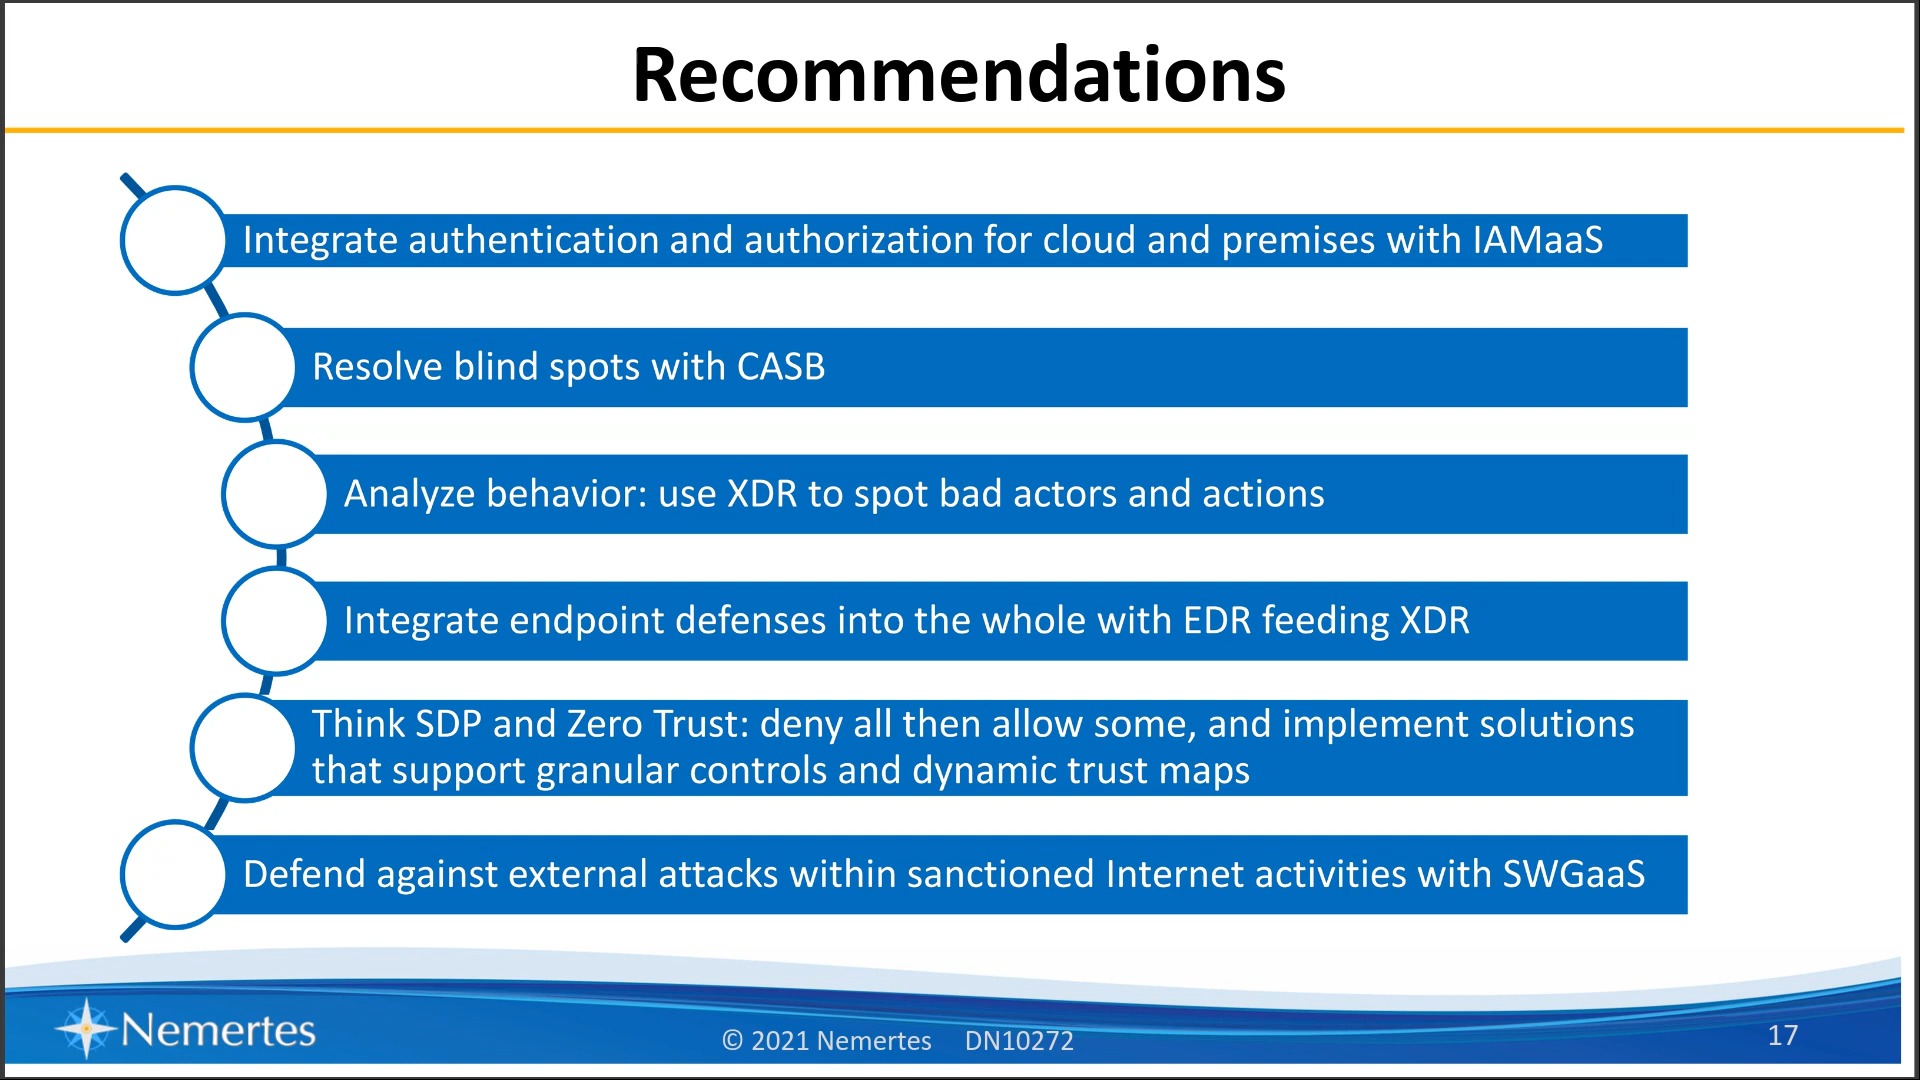 Recommendations
Integrate authentication and authorization for cloud and premises with IAMaaS
Resolve blind spots with CASB
Analyze behavior: use XDR to spot bad actors and actions
Integrate endpoint defenses into the whole with EDR feeding XDR
Think SDP and Zero Trust: deny all then allow some, and implement solutions
that support granular controls and dynamic trust maps
Defend against external attacks within sanctioned Internet activities with SWGaaS
Nemertes
© 2021 Nemertes DN10272
17